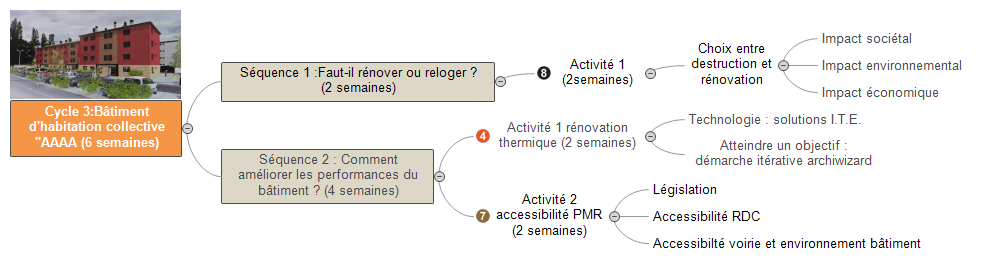 Cycle 3:Bâtiment
d'habitation collective
"AAAA (6 semaines)
Séquence 1 :Faut-il rénover ou reloger ?
(2 semaines)
8
Activité 1
(2semaines)
Choix entre
destruction et
rénovation
Impact sociétal
Impact environnemental
Impact économique
Séquence 2 : Comment
améliorer les performances du
bâtiment ? (4 semaines)
4
Activité 1 rénovation
thermique (2 semaines)
Technologie : solutions I.T.E.
Atteindre un objectif :
démarche itérative archiwizard
7
Activité 2
accessibilité PMR
(2 semaines)
Législation
Accessibilité RDC
Accessibilté voirie et environnement bâtiment